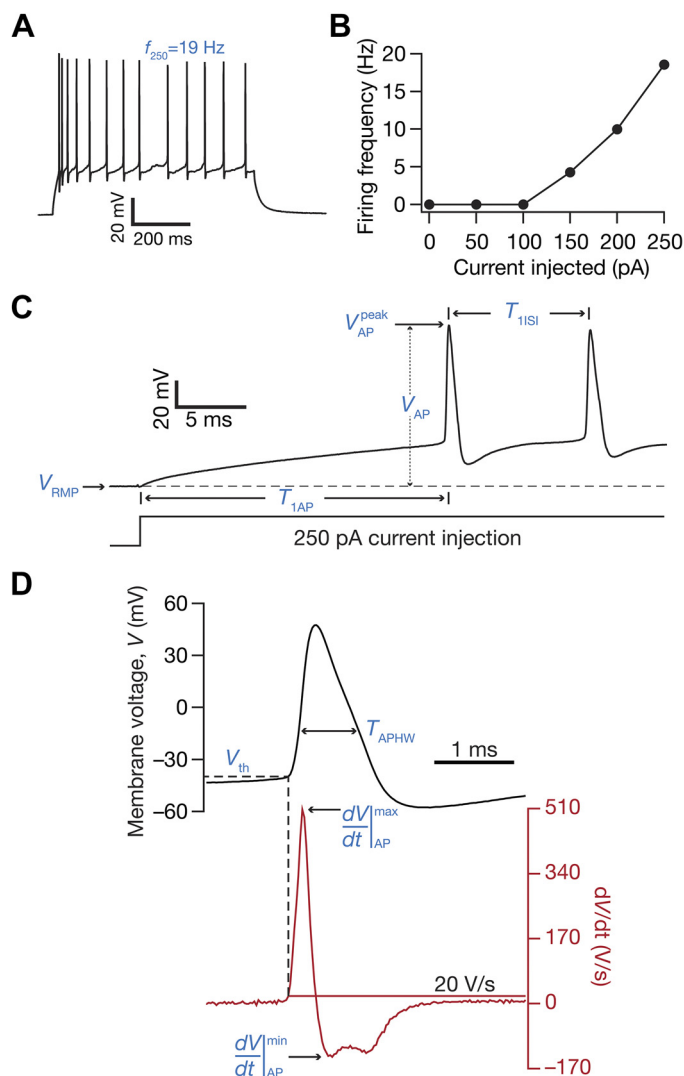 A
f250=19 Hz
20 mV
200 ms
B
Firing frequency (Hz)
20
15
10
5
0
0 50 100 150 200 250
Current injected (pA)
C
V AP peak
T1ISI
20 mV
5 ms
VAP
VRMP
T1AP
250 pA current injection
D
Membrane voltage, V (mV)
60
30
0
−30
−60
Vth
TAPHW
1 ms
dV/dt|AP max
510
340
170
0
−170
dV/dt (V/s)
20 V/s
dV/dt|AP min